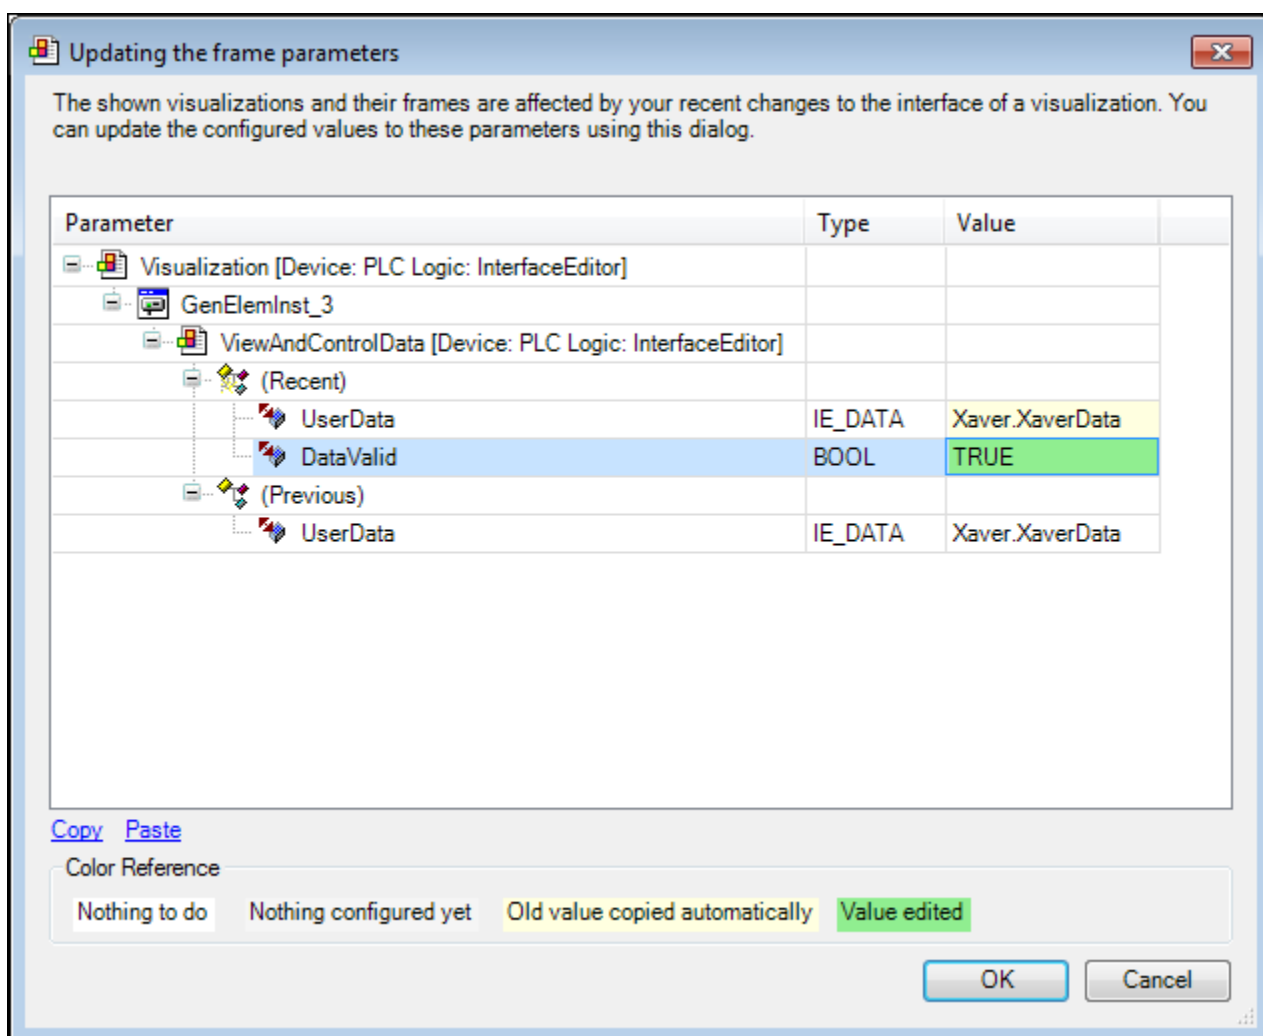 Updating the frame parameters
The shown visualizations and their frames are affected by your recent changes to the interface of a visualization. You
can update the configured values to these parameters using this dialog.
Parameter Type Value
Visualization [Device: PLC Logic: InterfaceEditor]
GenElemInst_3
ViewAndControlData [Device: PLC Logic: InterfaceEditor]
(Recent)
UserData IE_DATA Xaver.XaverData
DataValid BOOL TRUE
(Previous)
UserData IE_DATA Xaver.XaverData
Copy Paste
Color Reference
Nothing to do Nothing configured yet Old value copied automatically Value edited
OK Cancel